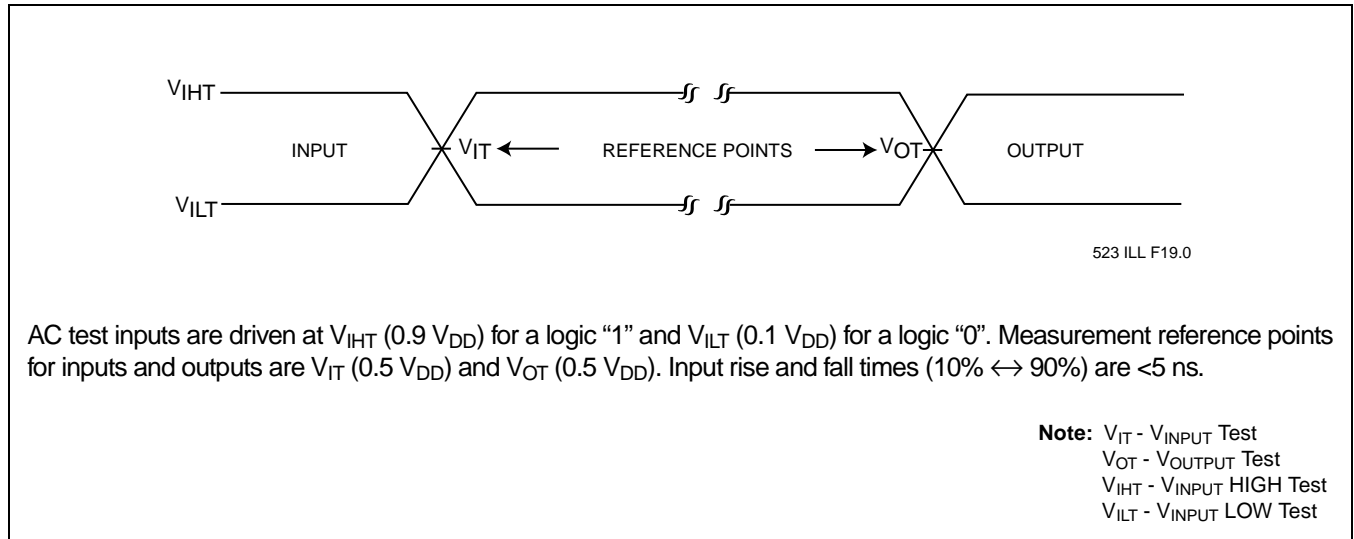 VIHT
INPUT VIT REFERENCE POINTS VOT OUTPUT
VILT
523 ILL F19.0
AC test inputs are driven at VIHT (0.9 VDD) for a logic “1” and VILT (0.1 VDD) for a logic “0”. Measurement reference points
for inputs and outputs are VIT (0.5 VDD) and VOT (0.5 VDD). Input rise and fall times (10% ↔ 90%) are <5 ns.
Note: VIT - VINPUT Test
VOT - VOUTPUT Test
VIHT - VINPUT HIGH Test
VILT - VINPUT LOW Test